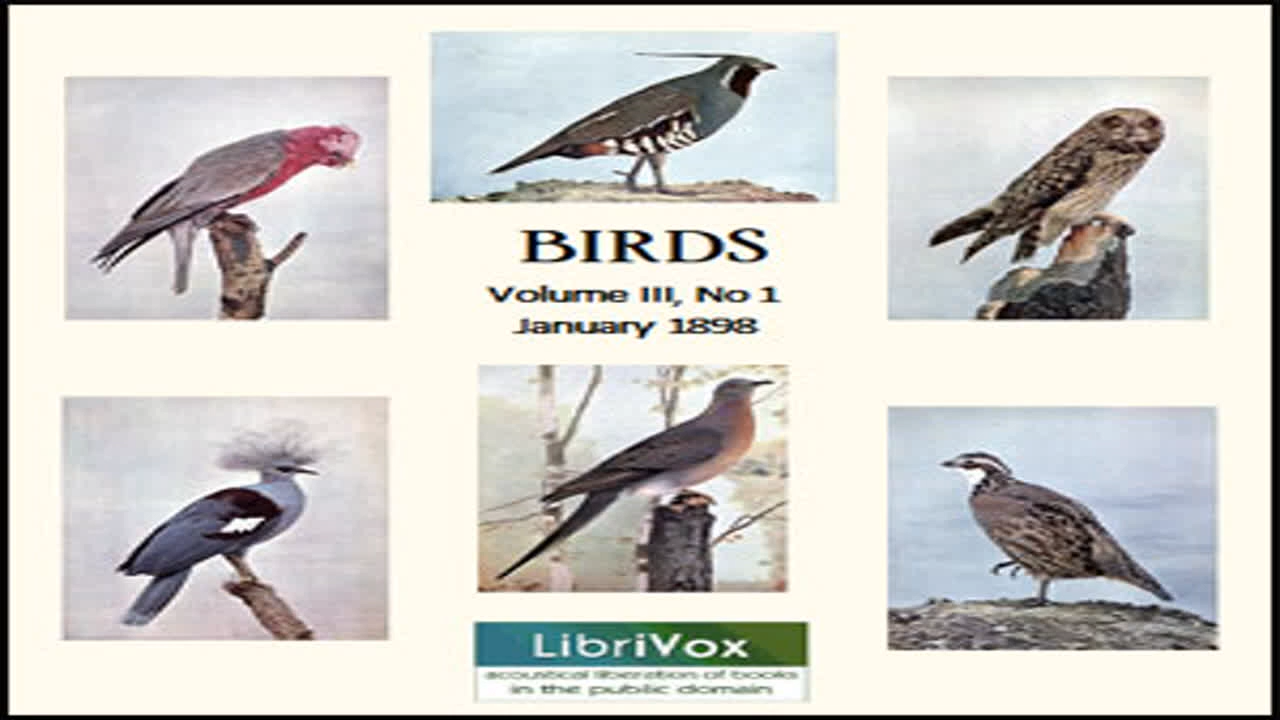 BIRDS
Volume III, No 1
January 1898
LibriVox
acoustical liberation of books
in the public domain